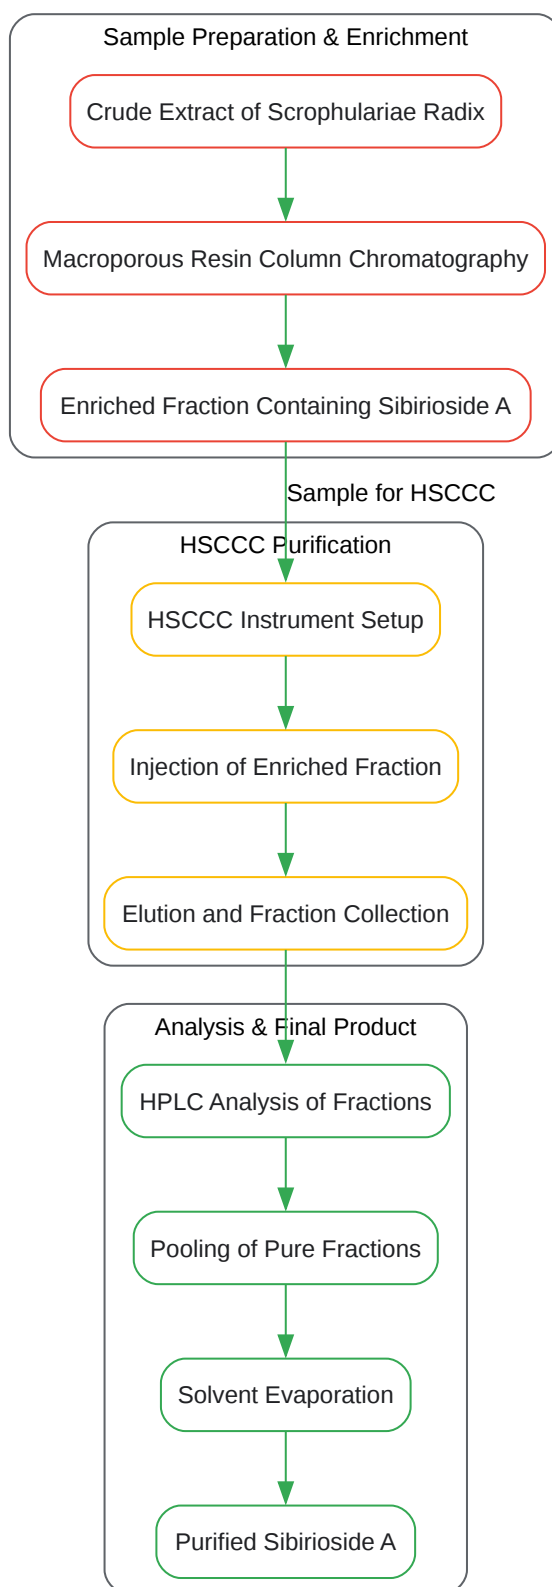 Sample Preparation & Enrichment
Crude Extract of Scrophulariae Radix
Macroporous Resin Column Chromatography
Enriched Fraction Containing Sibirioside A
Sample for HSCCC
HSCCC Purification
HSCCC Instrument Setup
Injection of Enriched Fraction
Elution and Fraction Collection
Analysis & Final Product
HPLC Analysis of Fractions
Pooling of Pure Fractions
Solvent Evaporation
Purified Sibirioside A